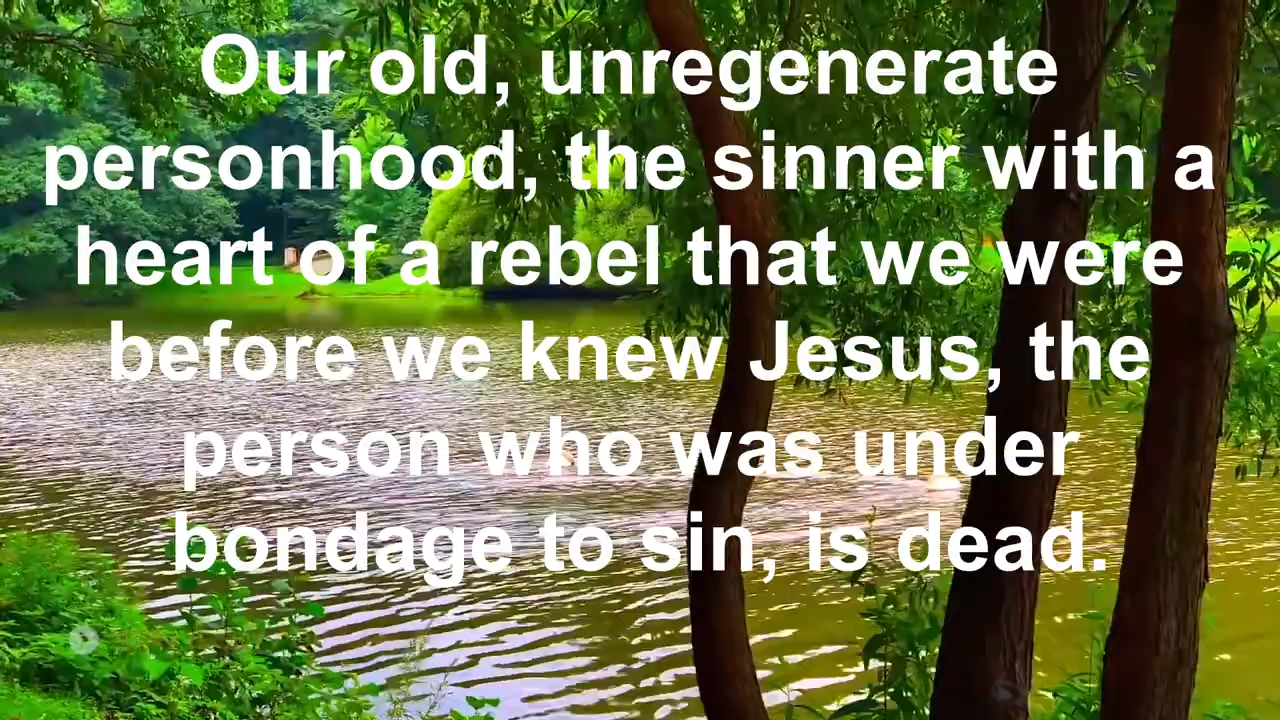 Our old, unregenerate
personhood, the sinner with a
heart of a rebel that we were
before we knew Jesus, the
person who was under
bondage to sin, is dead.